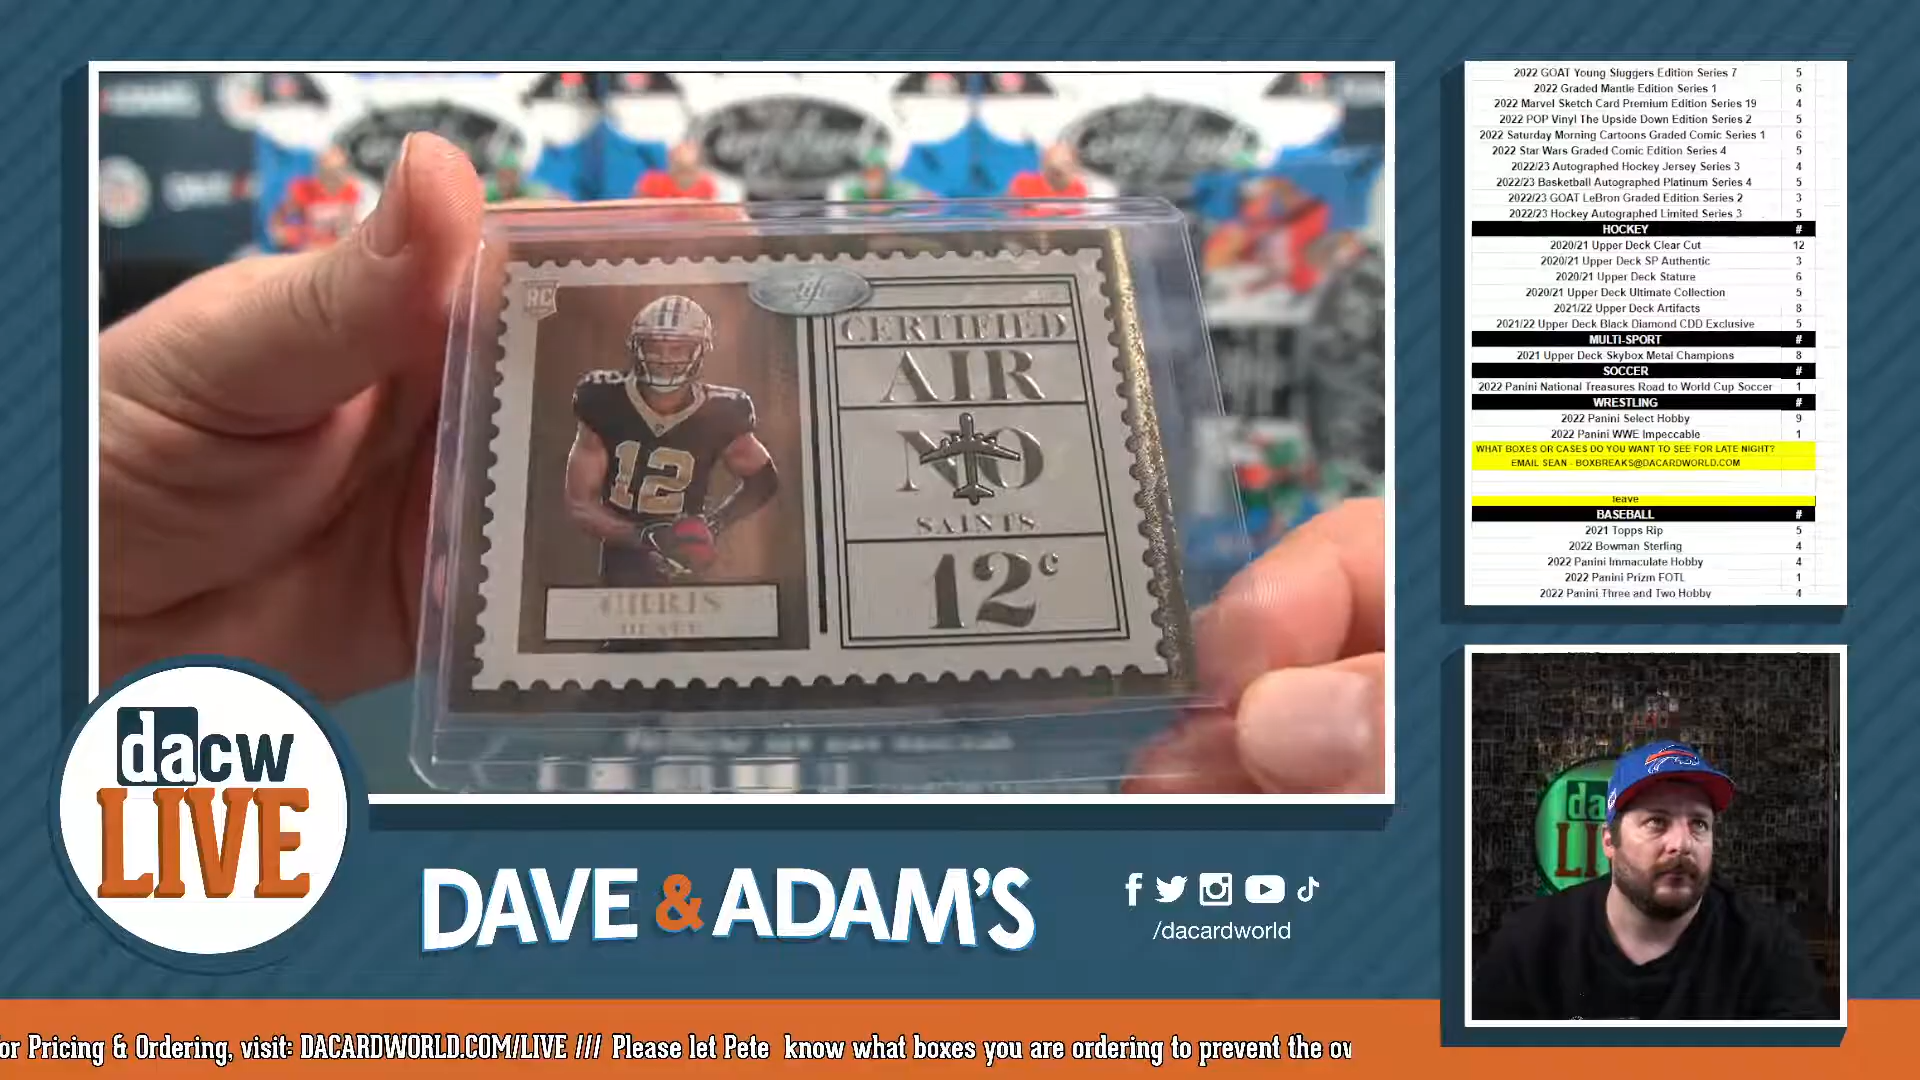 RC
CERTIFIED
AIR
NO
SAINTS
12c
12
CHRIS
2022 GOAT Young Sluggers Edition Series 7 5
2022 Graded Mantle Edition Series 1 6
2022 Marvel Sketch Card Premium Edition Series 19 4
2022 POP Vinyl The Upside Down Edition Series 2 5
2022 Saturday Morning Cartoons Graded Comic Series 1 6
2022 Star Wars Graded Comic Edition Series 4 5
2022/23 Autographed Hockey Jersey Series 3 4
2022/23 Basketball Autographed Platinum Series 4 5
2022/23 GOAT LeBron Graded Edition Series 2 3
2022/23 Hockey Autographed Limited Series 3 5
HOCKEY #
2020/21 Upper Deck Clear Cut 12
2020/21 Upper Deck SP Authentic 3
2020/21 Upper Deck Stature 6
2020/21 Upper Deck Ultimate Collection 5
2021/22 Upper Deck Artifacts 8
2021/22 Upper Deck Black Diamond CDD Exclusive 5
MULTI-SPORT #
2021 Upper Deck Skybox Metal Champions 8
SOCCER #
2022 Panini National Treasures Road to World Cup Soccer 1
WRESTLING #
2022 Panini Select Hobby 9
2022 Panini WWE Impeccable 1
WHAT BOXES OR CASES DO YOU WANT TO SEE FOR LATE NIGHT?
EMAIL SEAN - BOXBREAKS@DACARDWORLD.COM
leave
BASEBALL #
2021 Topps Rip 5
2022 Bowman Sterling 4
2022 Panini Immaculate Hobby 4
2022 Panini Prizm FOTL 1
2022 Panini Three and Two Hobby 4
dacw
LIVE
DAVE & ADAM'S
/dacardworld
da
LI
or Pricing & Ordering, visit: DACARDWORLD.COM/LIVE /// Please let Pete know what boxes you are ordering to prevent the ov